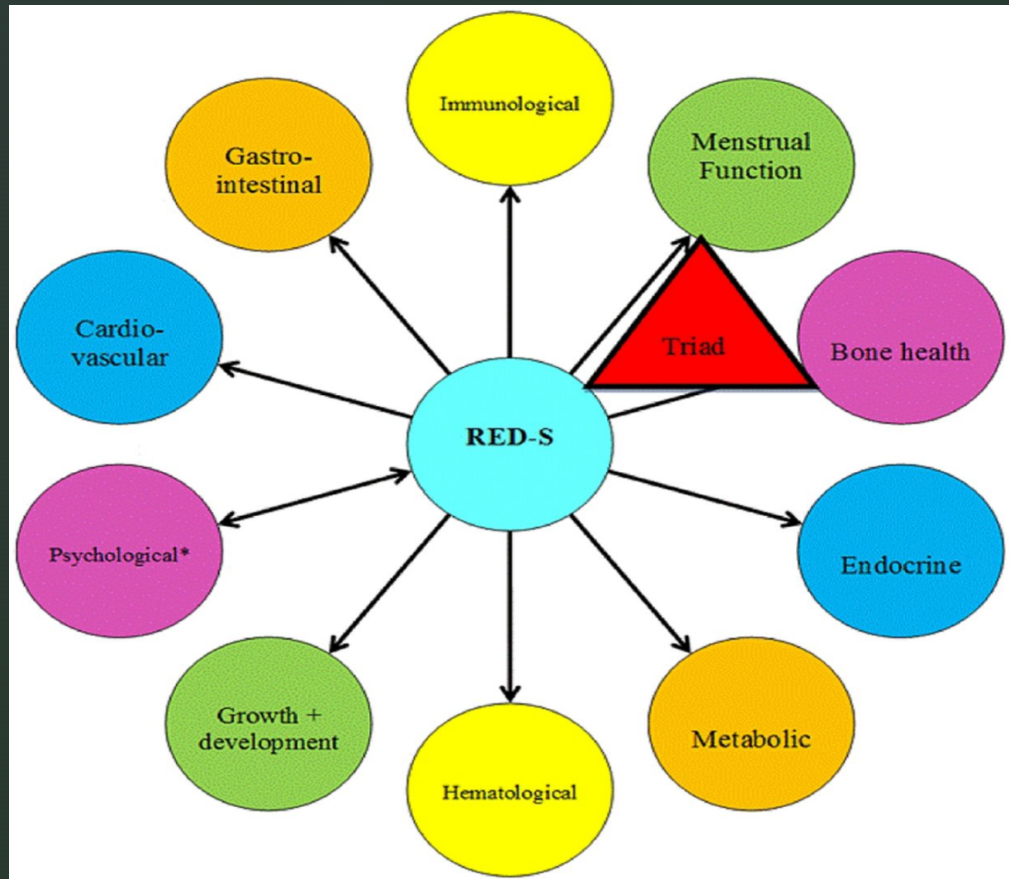 Immunological
Gastro-
intestinal
Menstrual
Function
Cardio-
vascular
Triad
Bone health
RED-S
Psychological*
Endocrine
Growth +
development
Metabolic
Hematological